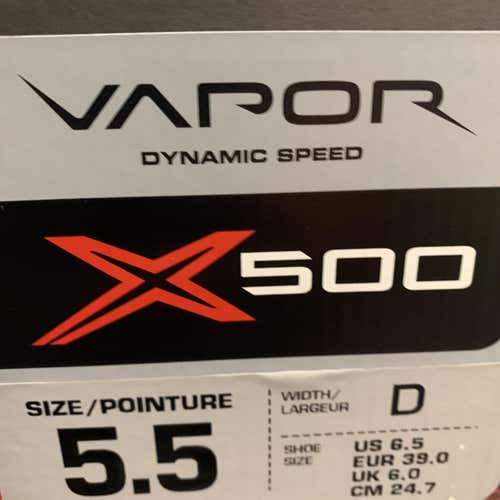 VAPOR
DYNAMIC SPEED
X500
SIZE/POINTURE
5.5
WIDTH/
LARGEUR
D
SHOE
SIZE
US 6.5
EUR 39.0
UK 6.0
CM 24.7